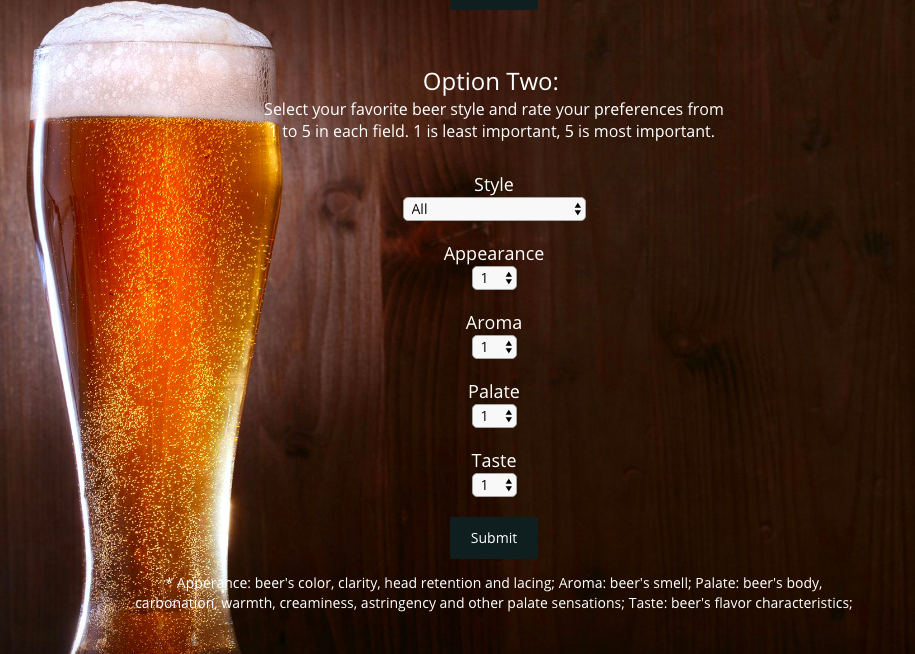 Option Two:
Select your favorite beer style and rate your preferences from
1 to 5 in each field. 1 is least important, 5 is most important.
Style
All
Appearance
1
Aroma
1
Palate
1
Taste
1
Submit
* Apperance: beer's color, clarity, head retention and lacing; Aroma: beer's smell; Palate: beer's body,
carbonation, warmth, creaminess, astringency and other palate sensations; Taste: beer's flavor characteristics;